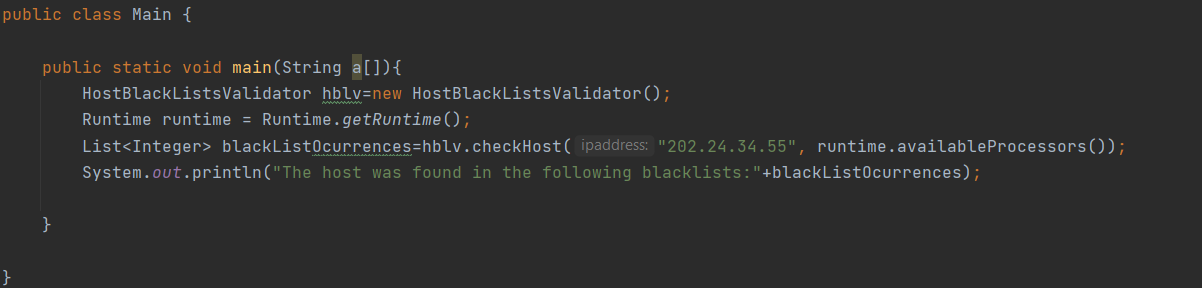 public class Main {
public static void main(String a[]){
HostBlackListsValidator hblv=new HostBlackListsValidator();
Runtime runtime = Runtime.getRuntime();
List<Integer> blackListOcurrences=hblv.checkHost( ipaddress: "202.24.34.55", runtime.availableProcessors());
System.out.println("The host was found in the following blacklists:"+blackListOcurrences);
}
}